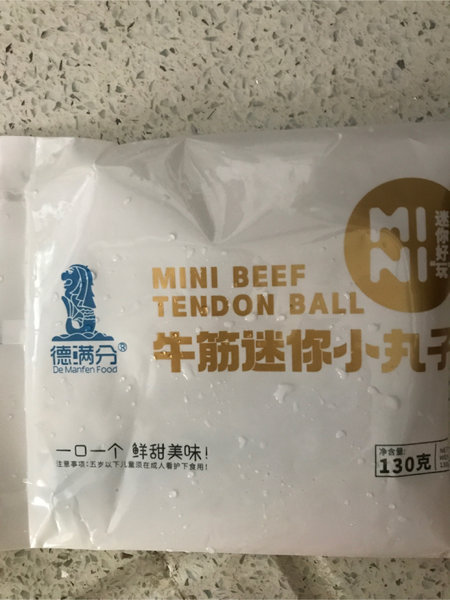 MINI
迷你好玩
MINI BEEF
TENDON BALL
牛筋迷你小丸子
德满分®
De Manfen Food
一口一个 鲜甜美味!
注意事项:五岁以下儿童须在成人看护下食用!
净含量:
130克
NET